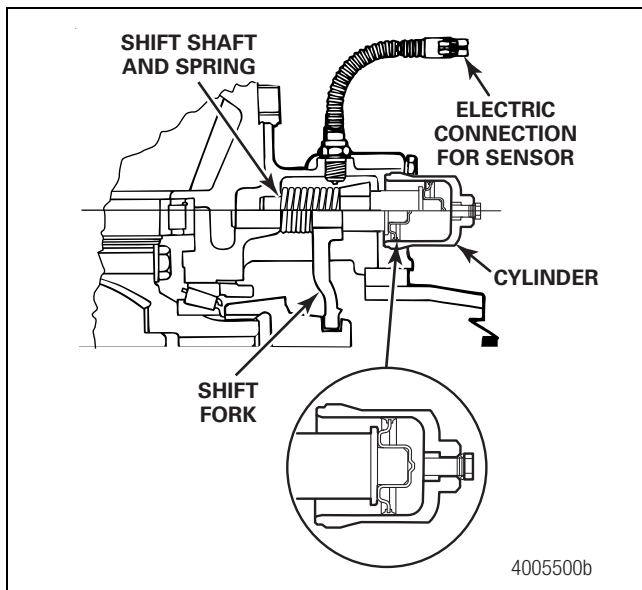 SHIFT SHAFT
AND SPRING
ELECTRIC
CONNECTION
FOR SENSOR
CYLINDER
SHIFT
FORK
4005500b